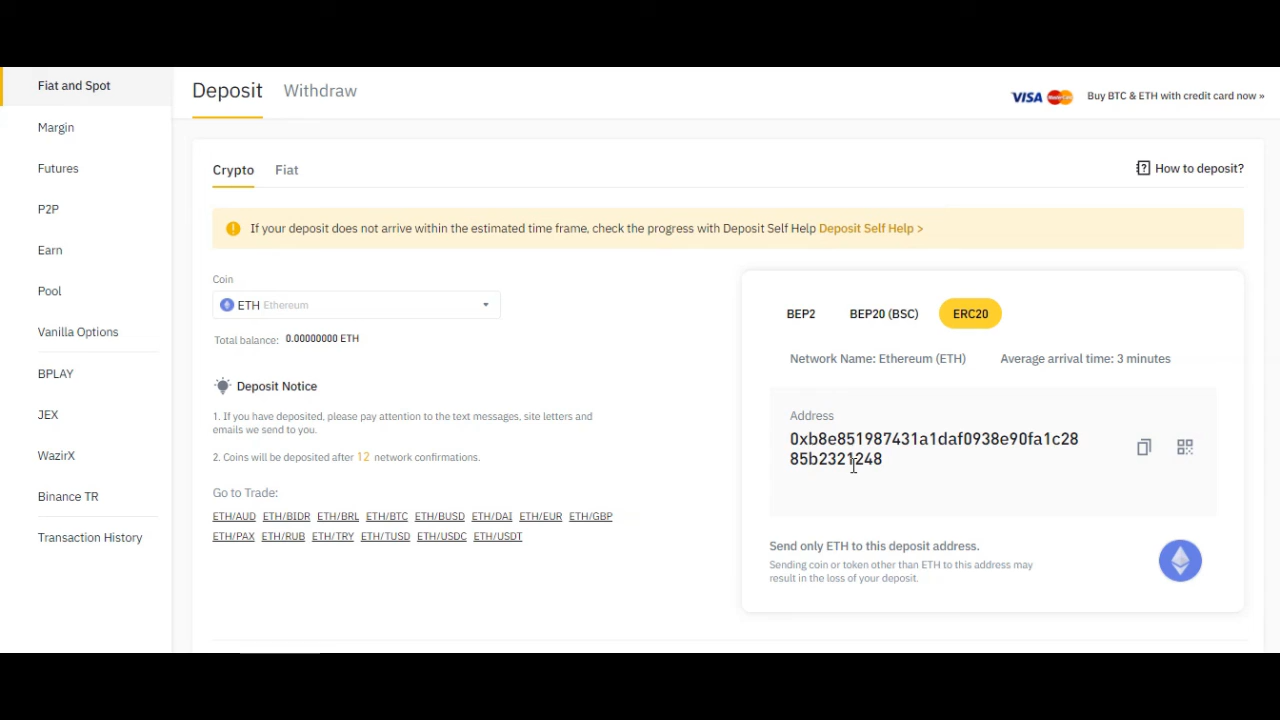 Fiat and Spot
Margin
Futures
P2P
Earn
Pool
Vanilla Options
BPLAY
JEX
WazirX
Binance TR
Transaction History
Deposit Withdraw
VISA MasterCard Buy BTC & ETH with credit card now »
Crypto Fiat
How to deposit?
If your deposit does not arrive within the estimated time frame, check the progress with Deposit Self Help Deposit Self Help >
Coin
ETH Ethereum
Total balance: 0.00000000 ETH
Deposit Notice
1. If you have deposited, please pay attention to the text messages, site letters and
emails we send to you.
2. Coins will be deposited after 12 network confirmations.
Go to Trade:
ETH/AUD ETH/BIDR ETH/BRL ETH/BTC ETH/BUSD ETH/DAI ETH/EUR ETH/GBP
ETH/PAX ETH/RUB ETH/TRY ETH/TUSD ETH/USDC ETH/USDT
BEP2 BEP20 (BSC) ERC20
Network Name: Ethereum (ETH) Average arrival time: 3 minutes
Address
0xb8e851987431a1daf0938e90fa1c28
85b2321248
Send only ETH to this deposit address.
Sending coin or token other than ETH to this address may
result in the loss of your deposit.